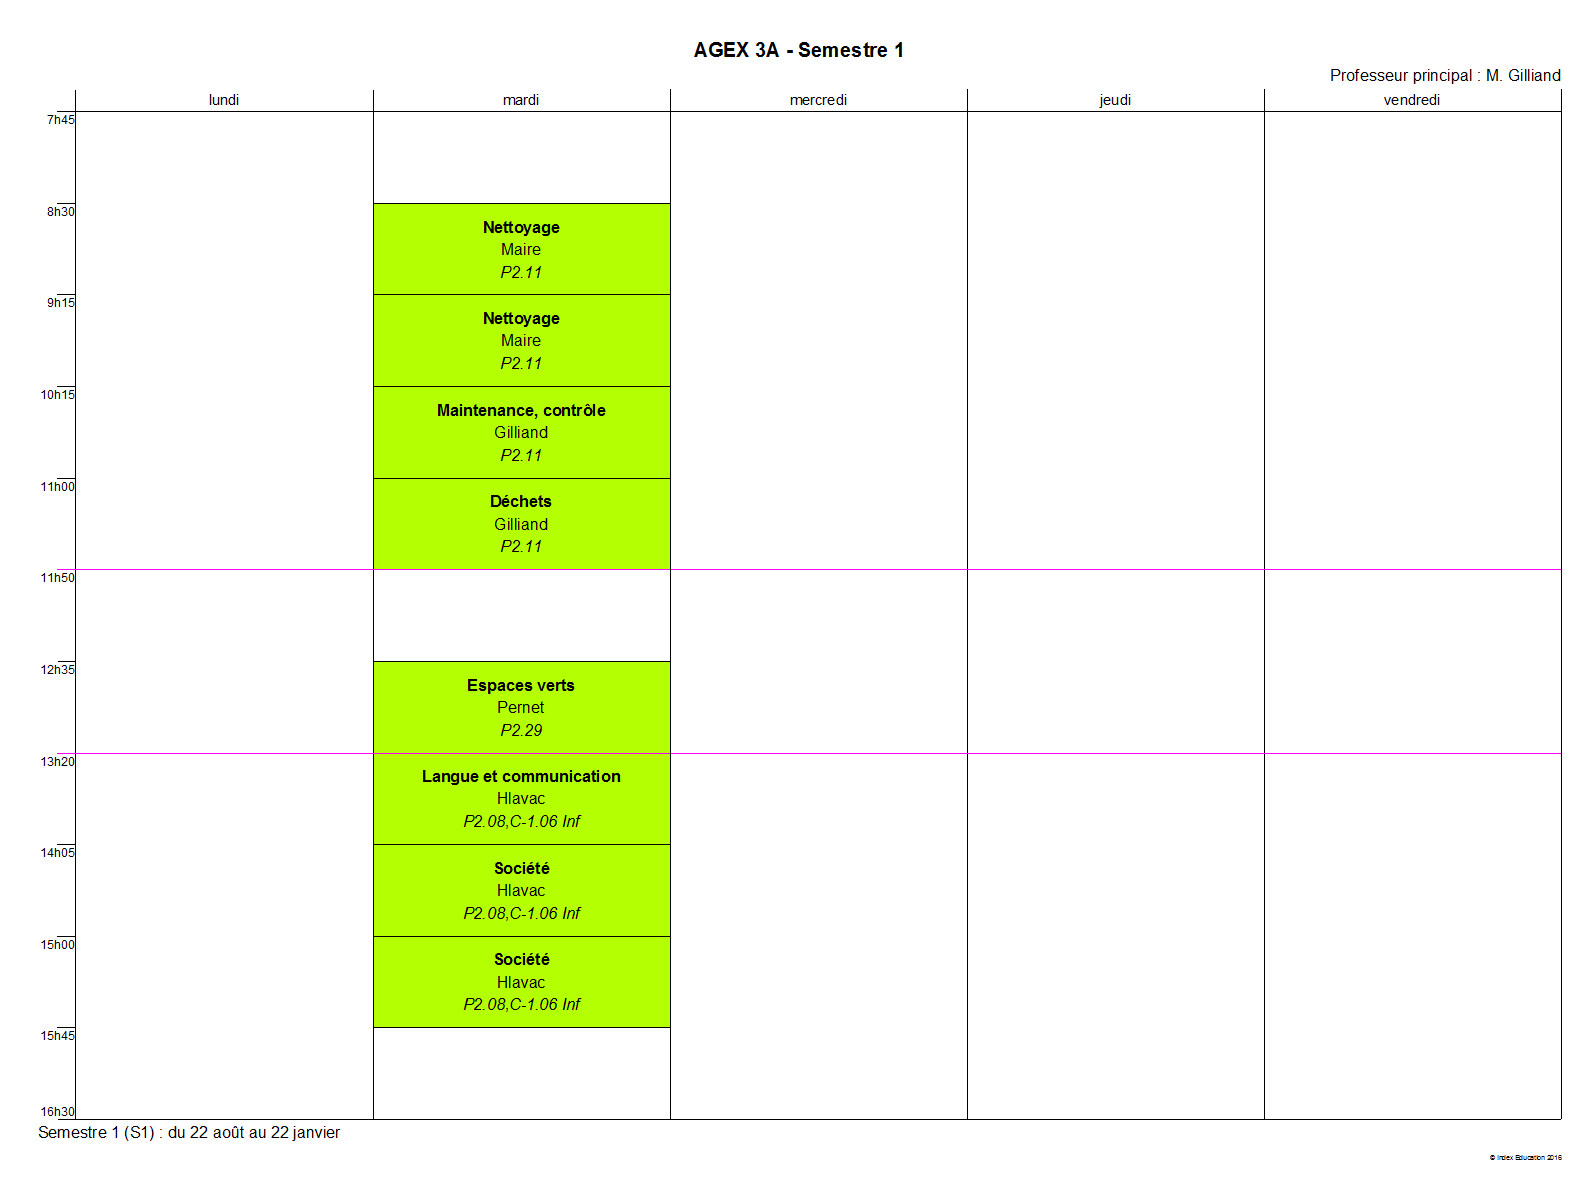 AGEX 3A - Semestre 1
Professeur principal : M. Gilliand
lundi
mardi
mercredi
jeudi
vendredi
7h45
8h30
Nettoyage
Maire
P2.11
9h15
Nettoyage
Maire
P2.11
10h15
Maintenance, contrôle
Gilliand
P2.11
11h00
Déchets
Gilliand
P2.11
11h50
12h35
Espaces verts
Pernet
P2.29
13h20
Langue et communication
Hlavac
P2.08,C-1.06 Inf
14h05
Société
Hlavac
P2.08,C-1.06 Inf
15h00
Société
Hlavac
P2.08,C-1.06 Inf
15h45
16h30
Semestre 1 (S1) : du 22 août au 22 janvier
© Index Education 2016